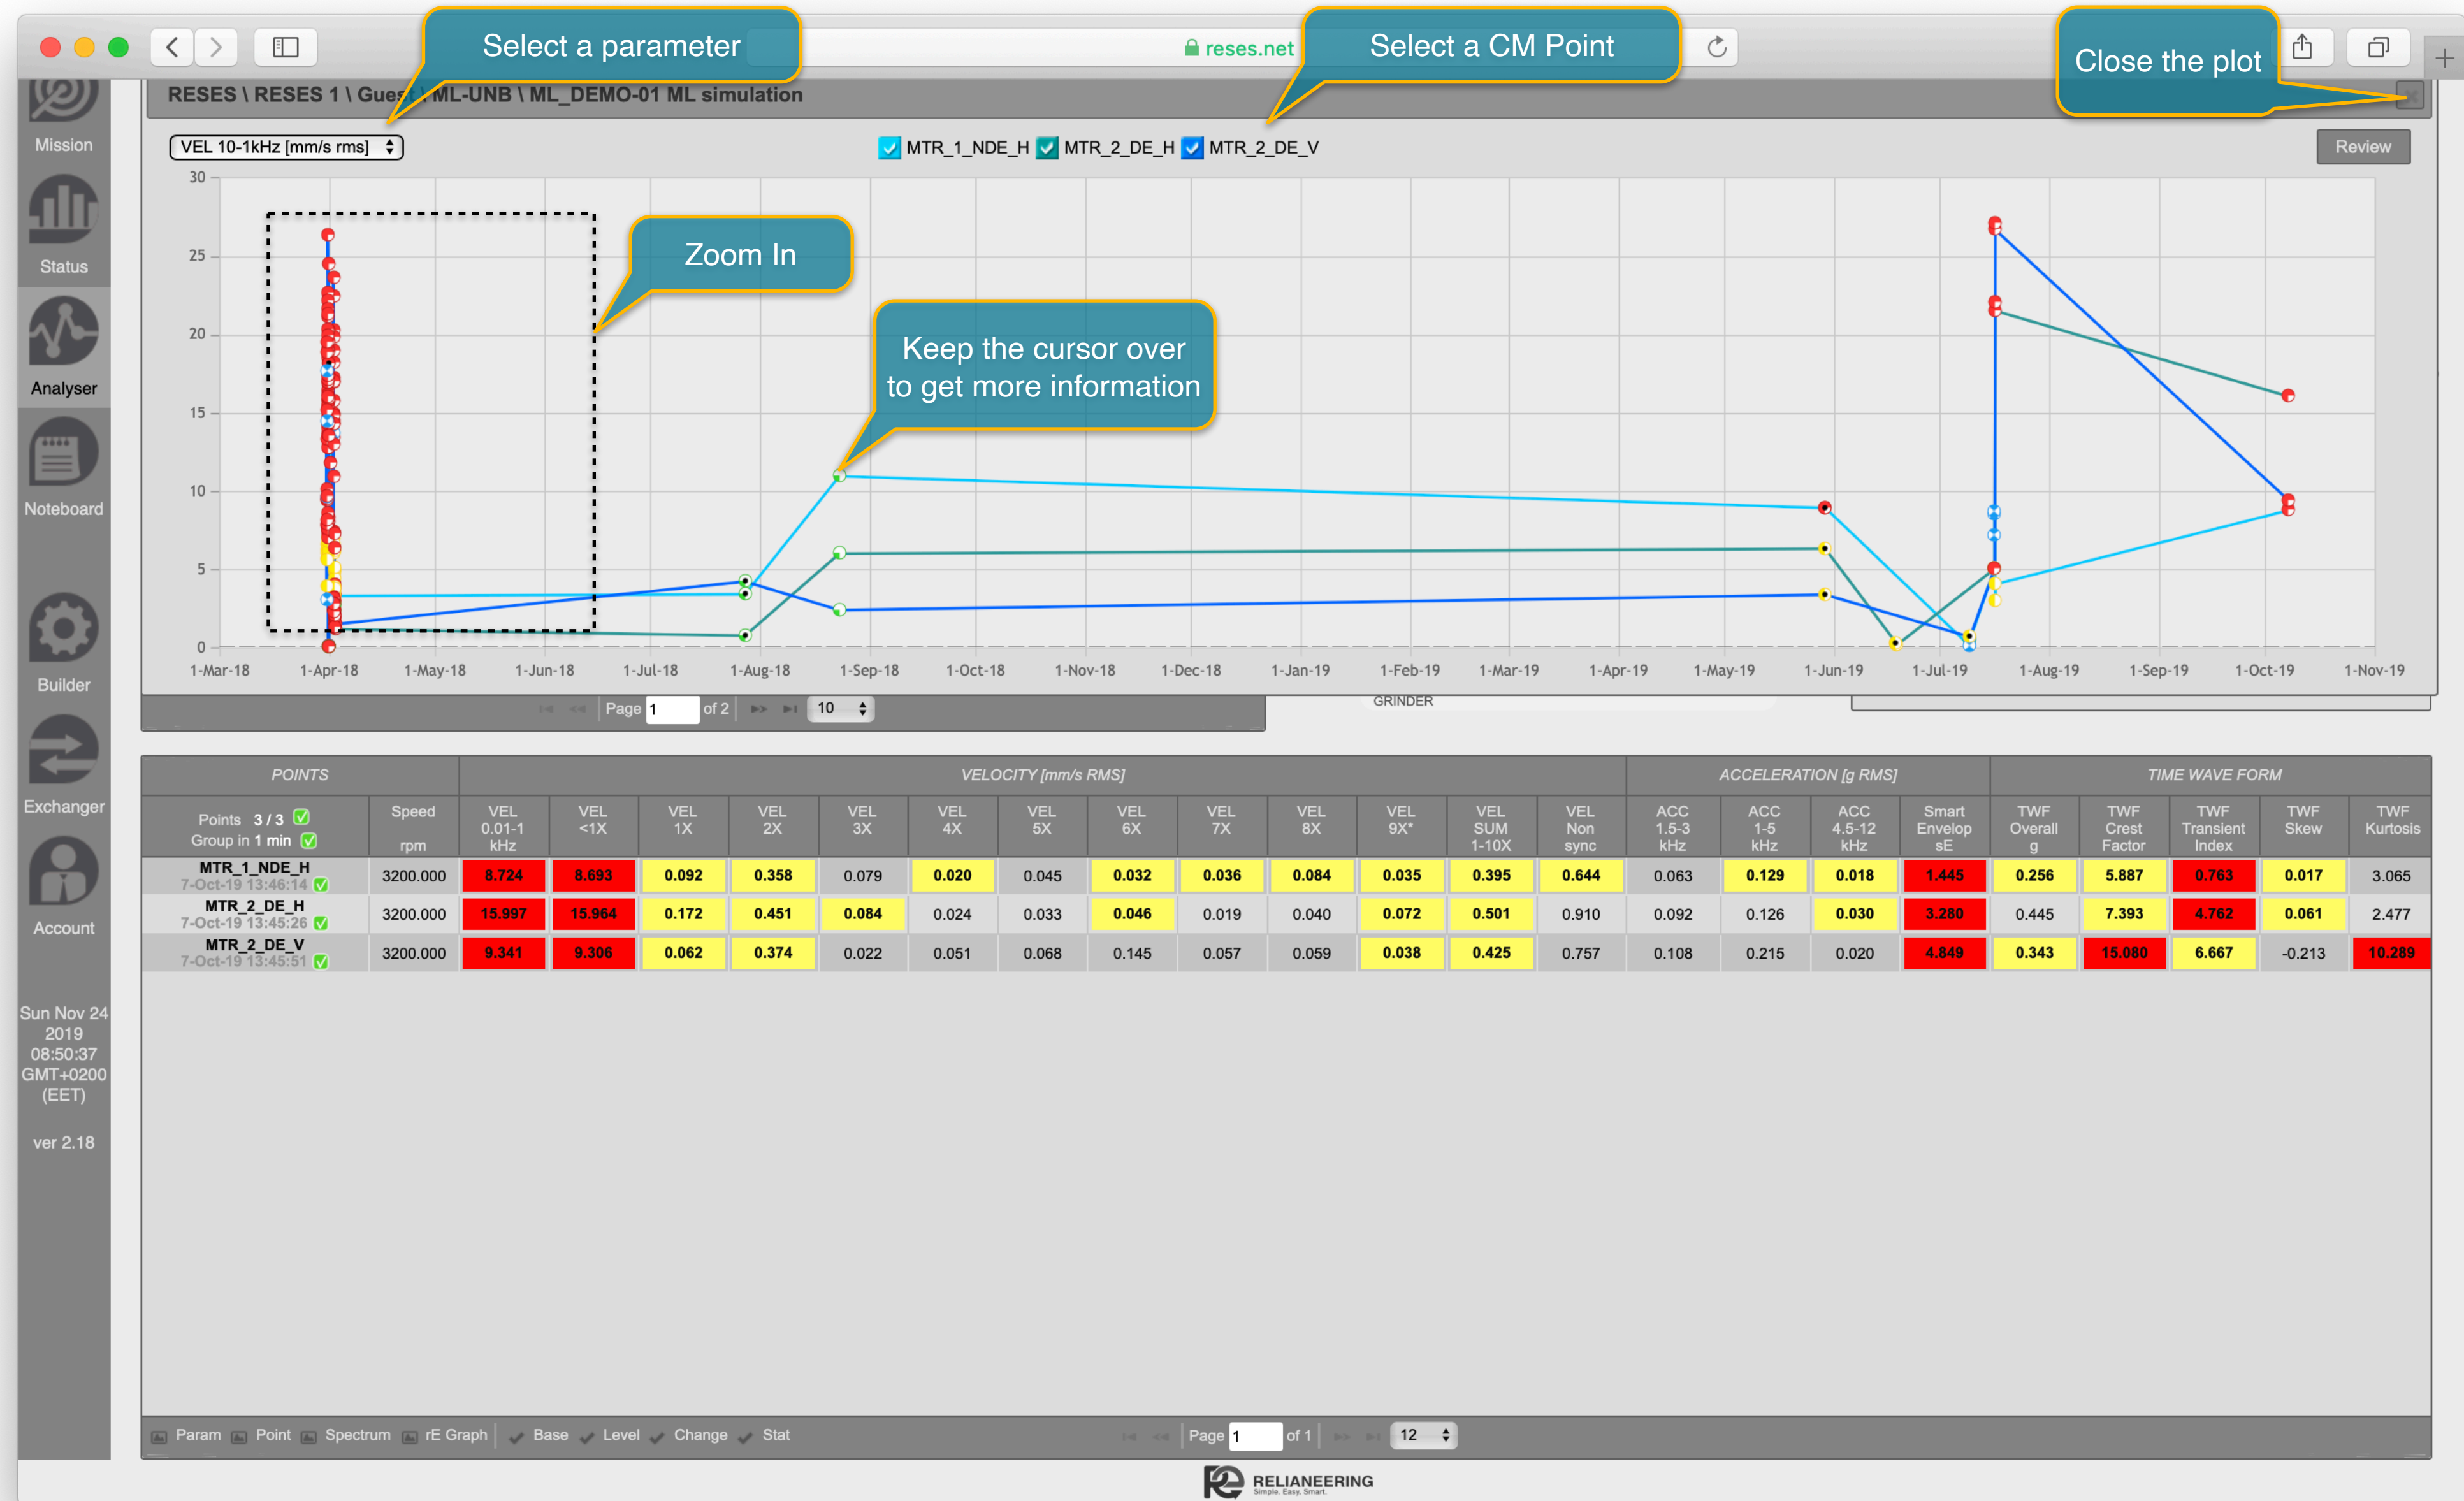 Select a parameter
reses.net
Select a CM Point
Close the plot
RESES \ RESES 1 \ Guest \ ML-UNB \ ML_DEMO-01 ML simulation
VEL 10-1kHz [mm/s rms]
MTR_1_NDE_H MTR_2_DE_H MTR_2_DE_V
Review
Mission
Status
Analyser
Noteboard
Builder
Exchanger
Account
Sun Nov 24
2019
08:50:37
GMT+0200
(EET)
ver 2.18
30
25
20
15
10
5
0
Zoom In
Keep the cursor over
to get more information
1-Mar-18 1-Apr-18 1-May-18 1-Jun-18 1-Jul-18 1-Aug-18 1-Sep-18 1-Oct-18 1-Nov-18 1-Dec-18 1-Jan-19 1-Feb-19 1-Mar-19 1-Apr-19 1-May-19 1-Jun-19 1-Jul-19 1-Aug-19 1-Sep-19 1-Oct-19 1-Nov-19
Page 1 of 2 10
GRINDER
POINTS VELOCITY [mm/s RMS] ACCELERATION [g RMS] TIME WAVE FORM
Points 3 / 3
Group in 1 min
Speed
rpm
VEL
0.01-1
kHz
VEL
<1X
VEL
1X
VEL
2X
VEL
3X
VEL
4X
VEL
5X
VEL
6X
VEL
7X
VEL
8X
VEL
9X*
VEL
SUM
1-10X
VEL
Non
sync
ACC
1.5-3
kHz
ACC
1-5
kHz
ACC
4.5-12
kHz
Smart
Envelop
sE
TWF
Overall
g
TWF
Crest
Factor
TWF
Transient
Index
TWF
Skew
TWF
Kurtosis
MTR_1_NDE_H
7-Oct-19 13:46:14
3200.000 8.724 8.693 0.092 0.358 0.079 0.020 0.045 0.032 0.036 0.084 0.035 0.395 0.644 0.063 0.129 0.018 1.445 0.256 5.887 0.763 0.017 3.065
MTR_2_DE_H
7-Oct-19 13:45:26
3200.000 15.997 15.964 0.172 0.451 0.084 0.024 0.033 0.046 0.019 0.040 0.072 0.501 0.910 0.092 0.126 0.030 3.280 0.445 7.393 4.762 0.061 2.477
MTR_2_DE_V
7-Oct-19 13:45:51
3200.000 9.341 9.306 0.062 0.374 0.022 0.051 0.068 0.145 0.057 0.059 0.038 0.425 0.757 0.108 0.215 0.020 4.849 0.343 15.080 6.667 -0.213 10.289
Param Point Spectrum rE Graph Base Level Change Stat
Page 1 of 1 12
RELIANEERING
Simple. Easy. Smart.